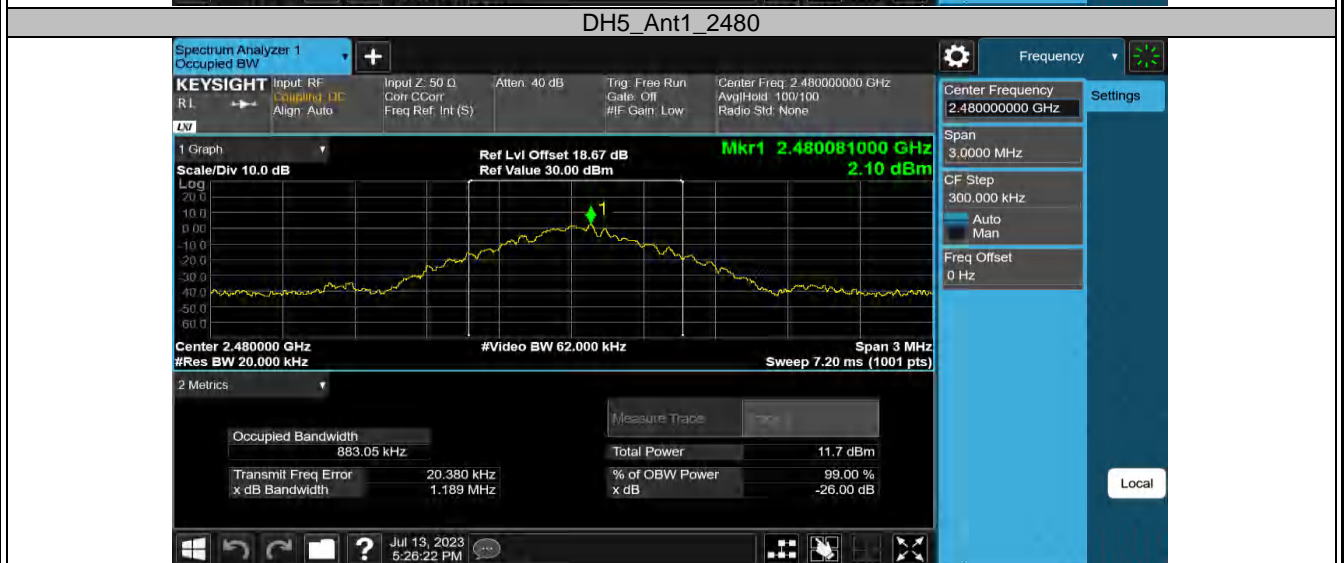 DH5_Ant1_2480
Spectrum Analyzer 1
Occupied BW
+
Frequency
KEYSIGHT
R L
LXI
Input: RF
Coupling: DC
Align: Auto
Input Z: 50 Ω
Corr CCorr
Freq Ref: Int (S)
Atten: 40 dB
Trig: Free Run
Gate: Off
#IF Gain: Low
Center Freq: 2.480000000 GHz
Avg|Hold: 100/100
Radio Std: None
Center Frequency
2.480000000 GHz
Settings
Span
3.0000 MHz
CF Step
300.000 kHz
Auto
Man
Freq Offset
0 Hz
1 Graph
Scale/Div 10.0 dB
Ref Lvl Offset 18.67 dB
Ref Value 30.00 dBm
Mkr1 2.480081000 GHz
2.10 dBm
Log
20.0
10.0
0.00
-10.0
-20.0
-30.0
-40.0
-50.0
-60.0
1
Center 2.480000 GHz
#Res BW 20.000 kHz
#Video BW 62.000 kHz
Span 3 MHz
Sweep 7.20 ms (1001 pts)
2 Metrics
Measure Trace
Occupied Bandwidth
883.05 kHz
Total Power 11.7 dBm
Transmit Freq Error 20.380 kHz
% of OBW Power 99.00 %
x dB Bandwidth 1.189 MHz
x dB -26.00 dB
Local
?
Jul 13, 2023
5:26:22 PM